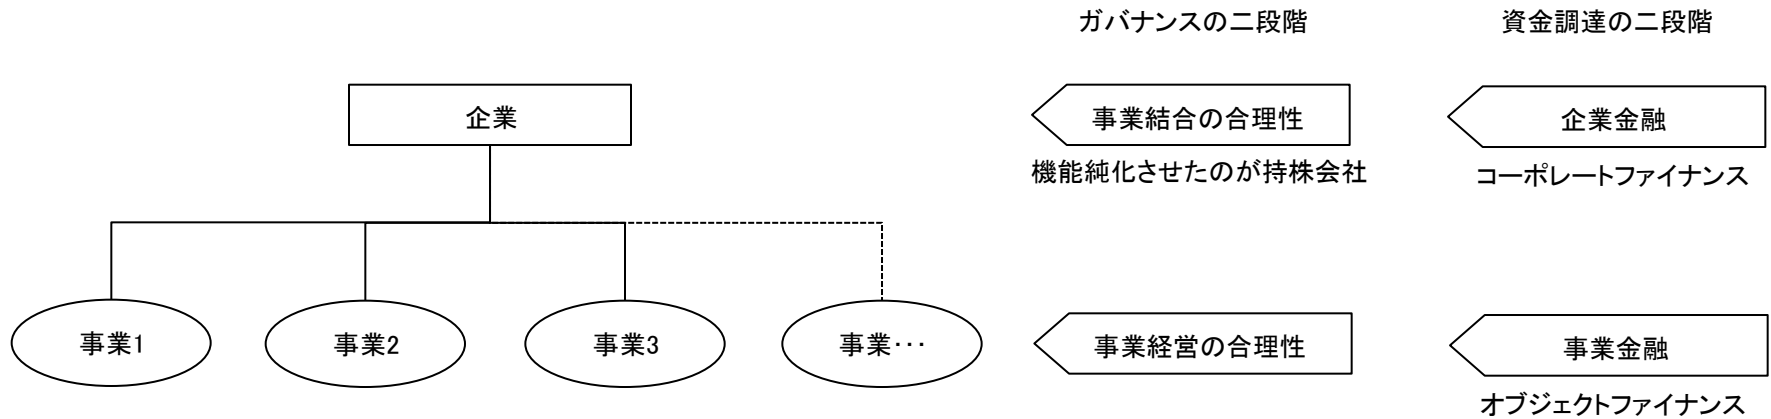 ガバナンスの二段階
資金調達の二段階
企業
事業結合の合理性
企業金融
機能純化させたのが持株会社
コーポレートファイナンス
事業1
事業2
事業3
事業・・・
事業経営の合理性
事業金融
オブジェクトファイナンス